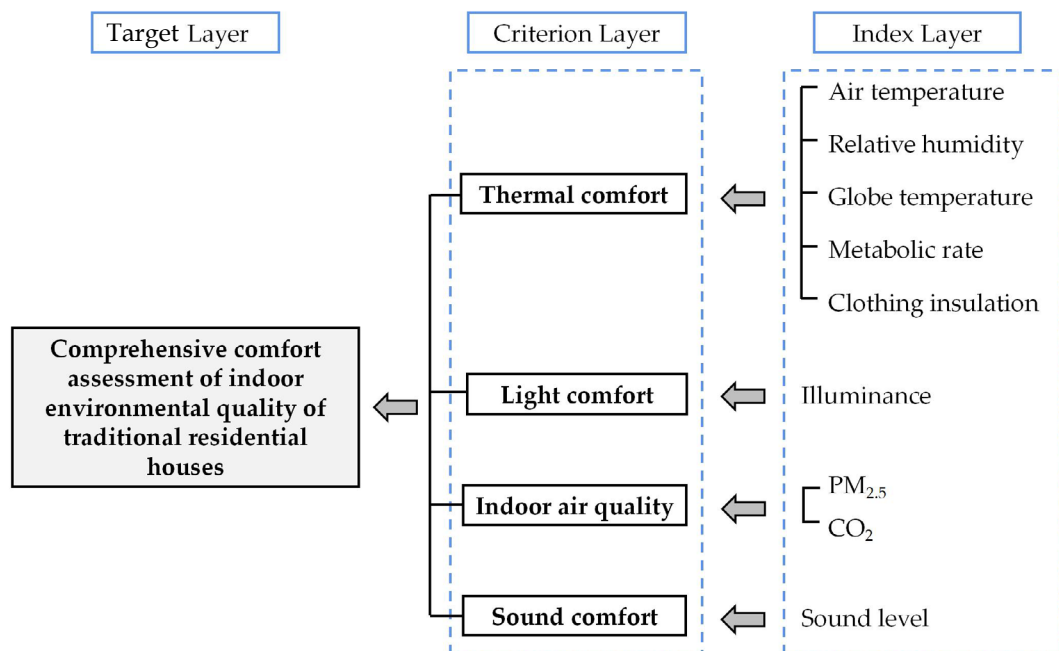 Target Layer
Criterion Layer
Index Layer
Air temperature
Relative humidity
Thermal comfort
Globe temperature
Metabolic rate
Clothing insulation
Comprehensive comfort
assessment of indoor
environmental quality of
traditional residential
houses
Light comfort
Illuminance
Indoor air quality
PM2.5
CO2
Sound comfort
Sound level